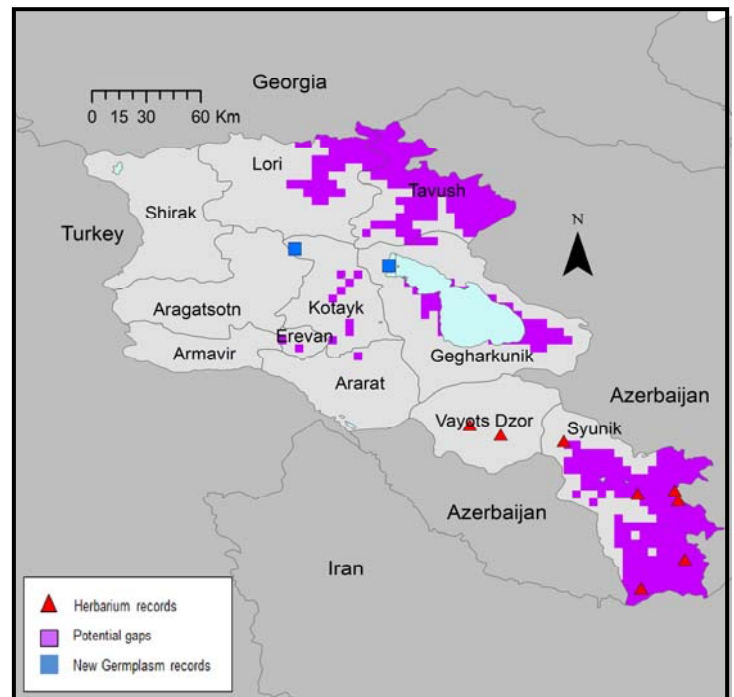 Georgia
0 15 30 60 Km
Lori
Tavush
Shirak
N
Turkey
Aragatsotn
Kotayk
Erevan
Armavir
Gegharkunik
Ararat
Azerbaijan
Vayots Dzor
Syunik
Azerbaijan
Iran
Herbarium records
Potential gaps
New Germplasm records